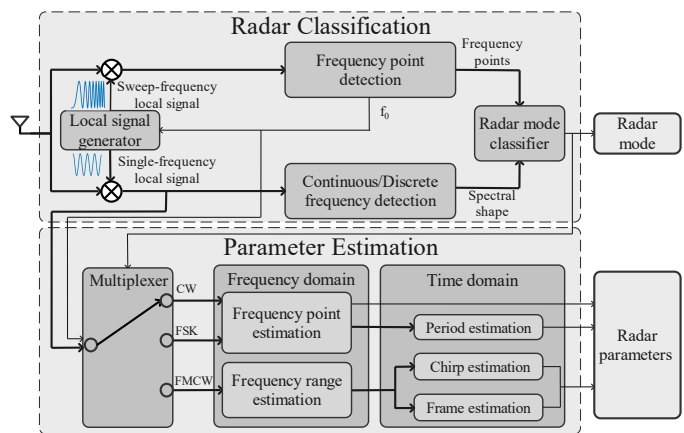 Radar Classification
Frequency point
detection
Frequency
points
Sweep-frequency
local signal
f0
Local signal
generator
Radar mode
classifier
Radar
mode
Single-frequency
local signal
Continuous/Discrete
frequency detection
Spectral
shape
Parameter Estimation
Multiplexer
Frequency domain
Time domain
CW
Frequency point
estimation
FSK
Period estimation
Radar
parameters
FMCW
Frequency range
estimation
Chirp estimation
Frame estimation